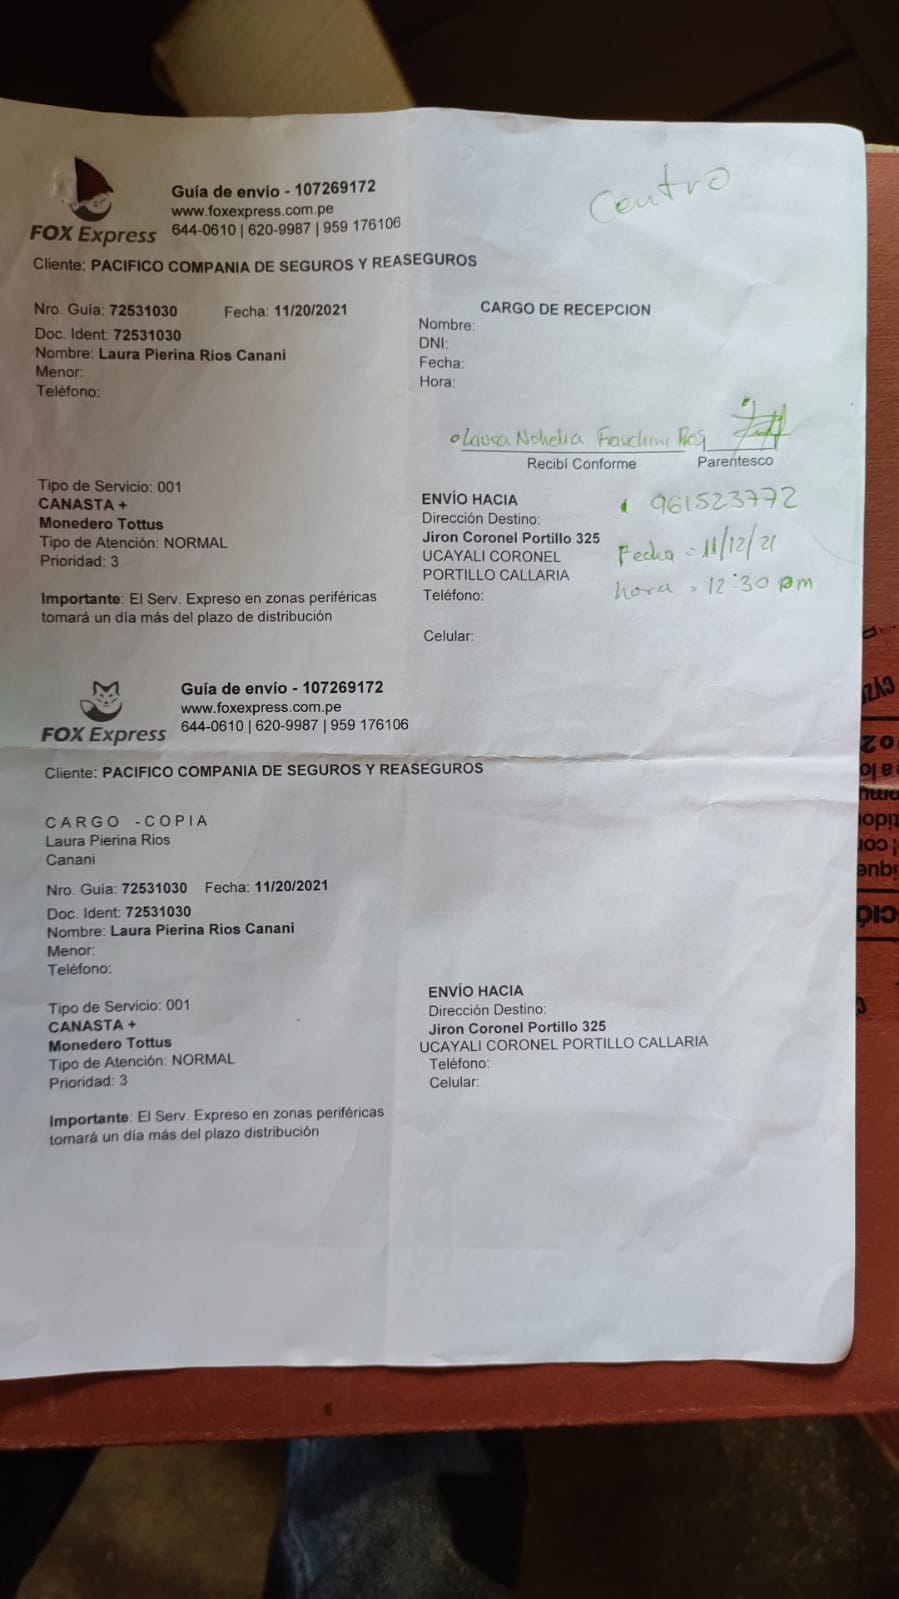 Centro
FOX Express
Guía de envío - 107269172
www.foxexpress.com.pe
644-0610 | 620-9987 | 959 176106
Cliente: PACIFICO COMPANIA DE SEGUROS Y REASEGUROS
Nro. Guía: 72531030 Fecha: 11/20/2021
Doc. Ident: 72531030
Nombre: Laura Pierina Rios Canani
Menor:
Teléfono:
CARGO DE RECEPCION
Nombre:
DNI:
Fecha:
Hora:
Laura Nohelia
Recibí Conforme Parentesco
Tipo de Servicio: 001
CANASTA +
Monedero Tottus
Tipo de Atención: NORMAL
Prioridad: 3
Importante: El Serv. Expreso en zonas periféricas
tomará un día más del plazo de distribución
ENVÍO HACIA
Dirección Destino:
Jiron Coronel Portillo 325
UCAYALI CORONEL
PORTILLO CALLARIA
Teléfono:
Celular:
961523772
Fecha = 11/12/21
hora = 12:30 pm
FOX Express
Guía de envío - 107269172
www.foxexpress.com.pe
644-0610 | 620-9987 | 959 176106
Cliente: PACIFICO COMPANIA DE SEGUROS Y REASEGUROS
CARGO -COPIA
Laura Pierina Rios
Canani
Nro. Guía: 72531030 Fecha: 11/20/2021
Doc. Ident: 72531030
Nombre: Laura Pierina Rios Canani
Menor:
Teléfono:
Tipo de Servicio: 001
CANASTA +
Monedero Tottus
Tipo de Atención: NORMAL
Prioridad: 3
Importante: El Serv. Expreso en zonas periféricas
tomará un día más del plazo distribución
ENVÍO HACIA
Dirección Destino:
Jiron Coronel Portillo 325
UCAYALI CORONEL PORTILLO CALLARIA
Teléfono:
Celular: